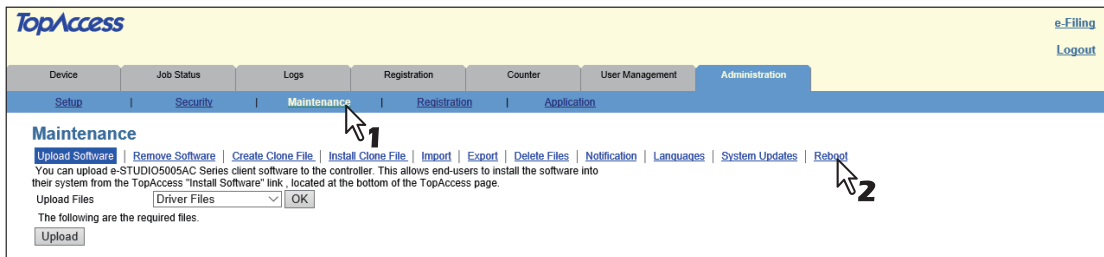 TopAccess
e-Filing
Logout
Device Job Status Logs Registration Counter User Management Administration
Setup | Security | Maintenance | Registration | Application
1
Maintenance
Upload Software | Remove Software | Create Clone File | Install Clone File | Import | Export | Delete Files | Notification | Languages | System Updates | Reboot
2
You can upload e-STUDIO5005AC Series client software to the controller. This allows end-users to install the software into
their system from the TopAccess "Install Software" link , located at the bottom of the TopAccess page.
Upload Files Driver Files OK
The following are the required files.
Upload